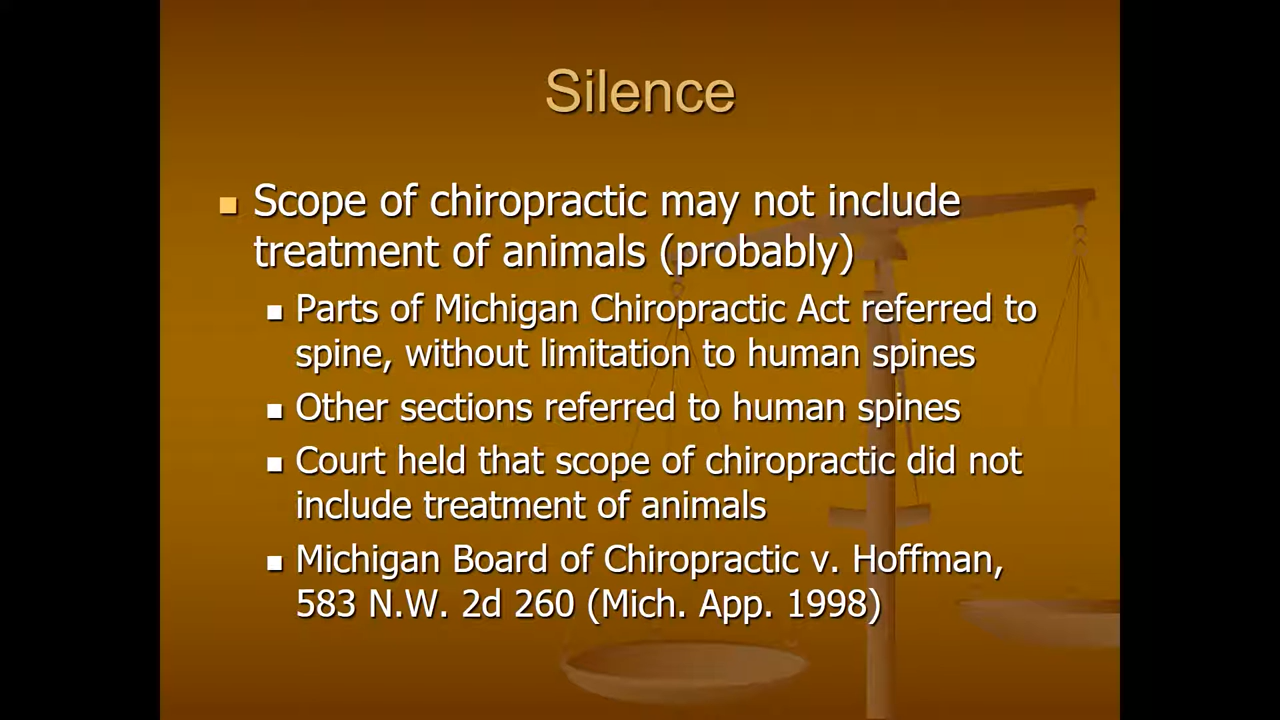 Silence
Scope of chiropractic may not include
treatment of animals (probably)
Parts of Michigan Chiropractic Act referred to
spine, without limitation to human spines
Other sections referred to human spines
Court held that scope of chiropractic did not
include treatment of animals
Michigan Board of Chiropractic v. Hoffman,
583 N.W. 2d 260 (Mich. App. 1998)